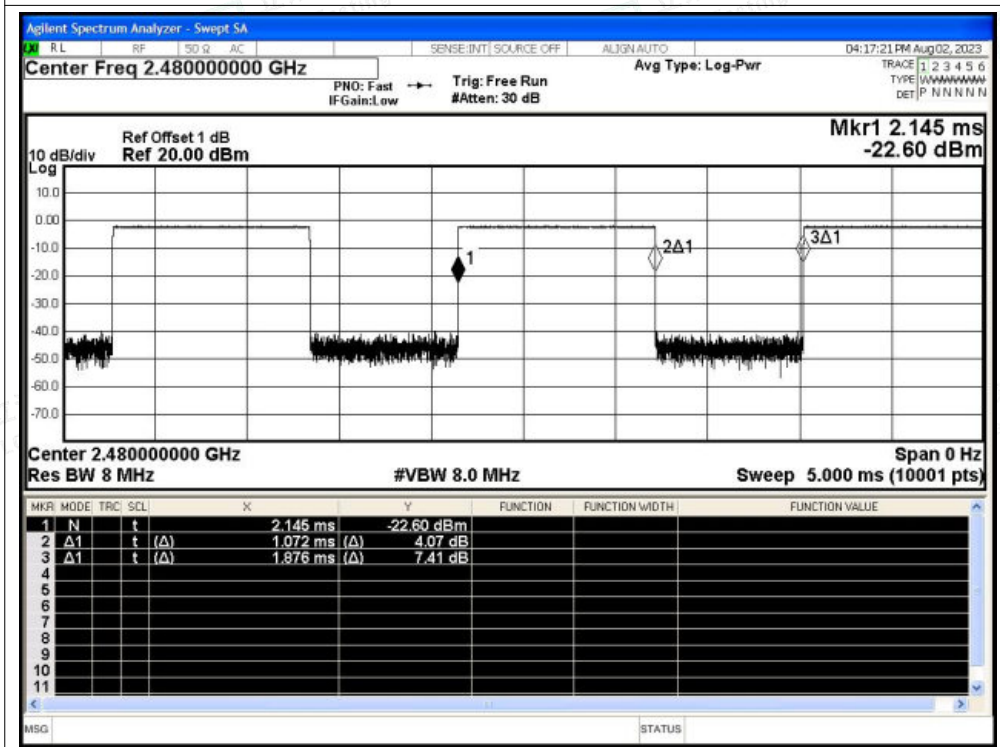 Agilent Spectrum Analyzer - Swept SA
LXI RL RF 50 Ω AC SENSE:INT SOURCE OFF ALIGN AUTO 04:17:21 PM Aug 02, 2023
Center Freq 2.480000000 GHz PNO: Fast Trig: Free Run Avg Type: Log-Pwr TRACE 1 2 3 4 5 6
IFGain:Low #Atten: 30 dB TYPE WWWWWW
DET P N N N N N
Mkr1 2.145 ms
-22.60 dBm
Ref Offset 1 dB
10 dB/div Ref 20.00 dBm
Log
10.0
0.00
-10.0
-20.0
-30.0
-40.0
-50.0
-60.0
-70.0
1
2Δ1
3Δ1
Center 2.480000000 GHz Span 0 Hz
Res BW 8 MHz #VBW 8.0 MHz Sweep 5.000 ms (10001 pts)
MKR MODE TRC SCL X Y FUNCTION FUNCTION WIDTH FUNCTION VALUE
1 N t 2.145 ms -22.60 dBm
2 Δ1 t (Δ) 1.072 ms (Δ) 4.07 dB
3 Δ1 t (Δ) 1.876 ms (Δ) 7.41 dB
4
5
6
7
8
9
10
11
MSG STATUS